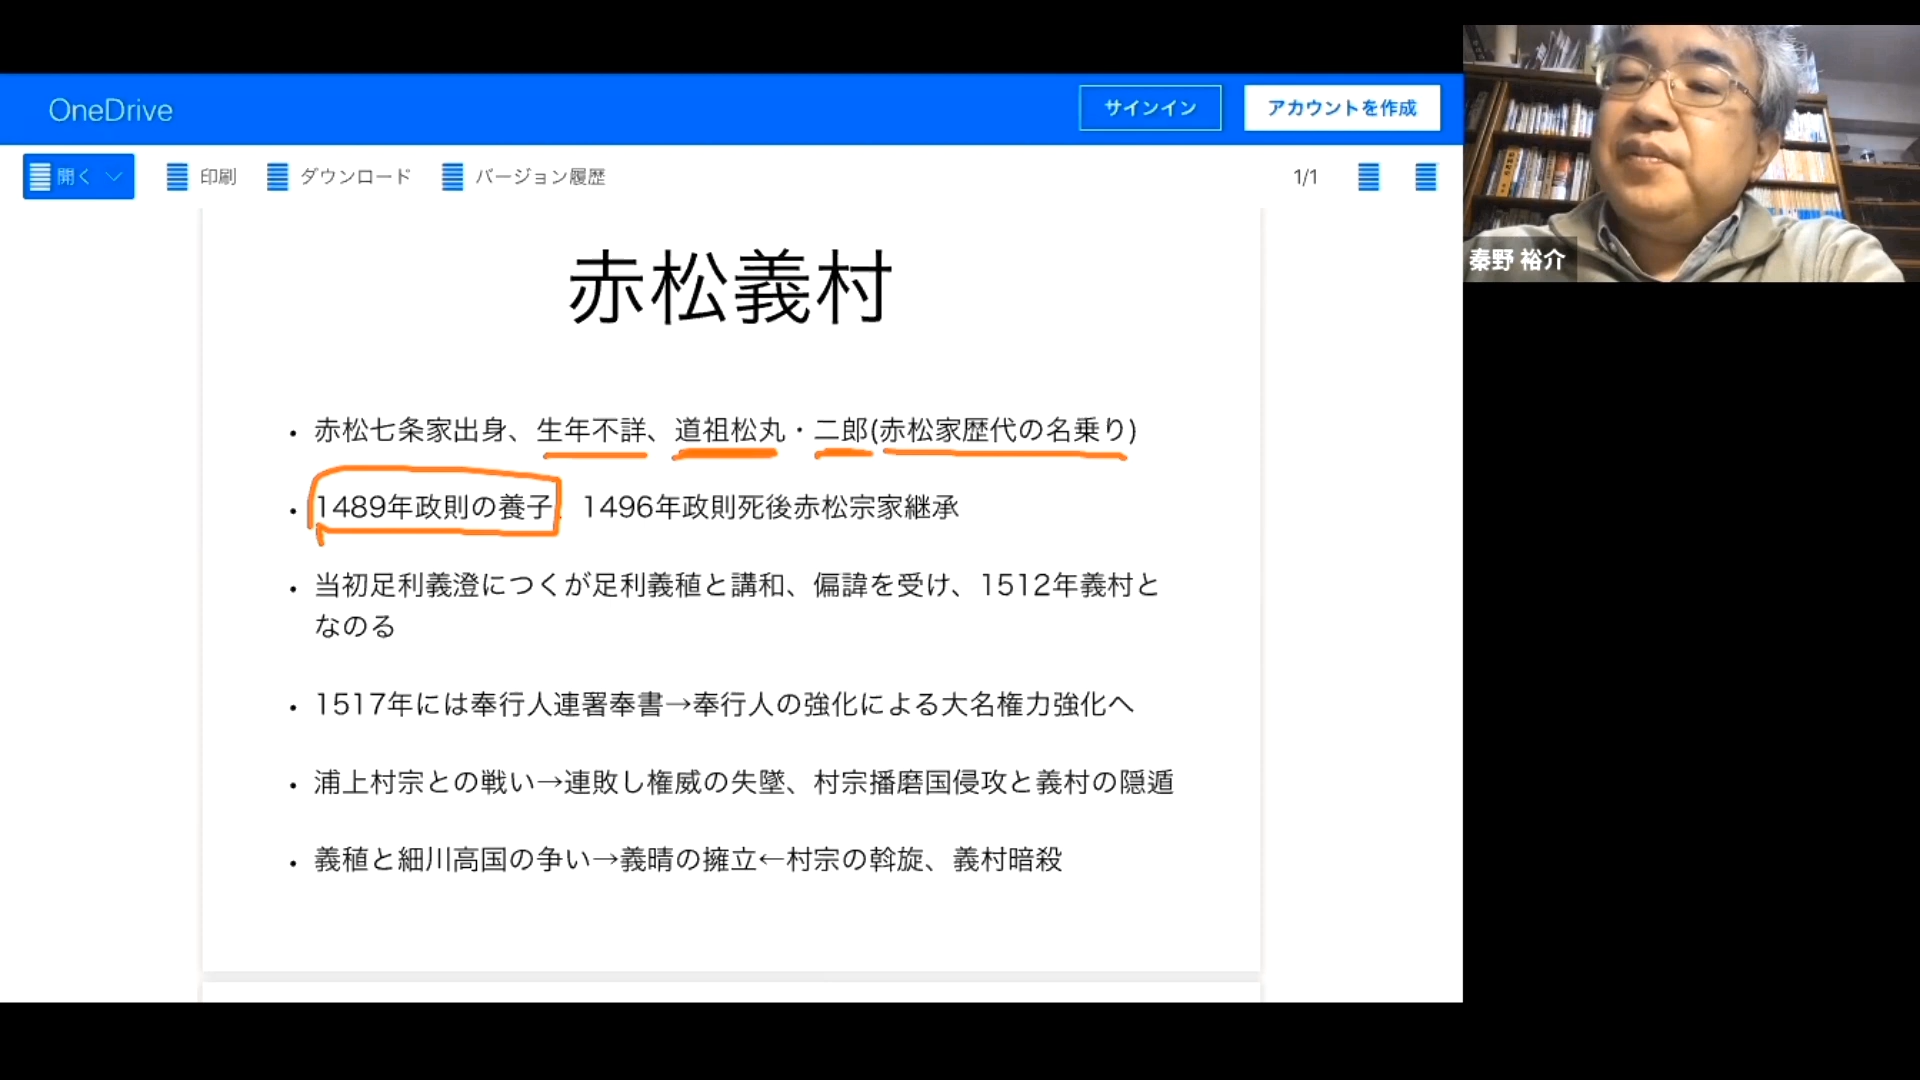 OneDrive
サインイン
アカウントを作成
開く
印刷
ダウンロード
バージョン履歴
1/1
秦野 裕介
赤松義村
• 赤松七条家出身、生年不詳、道祖松丸・二郎(赤松家歴代の名乗り)
• 1489年政則の養子、1496年政則死後赤松宗家継承
• 当初足利義澄につくが足利義稙と講和、偏諱を受け、1512年義村と
なのる
• 1517年には奉行人連署奉書→奉行人の強化による大名権力強化へ
• 浦上村宗との戦い→連敗し権威の失墜、村宗播磨国侵攻と義村の隠遁
• 義稙と細川高国の争い→義晴の擁立←村宗の斡旋、義村暗殺